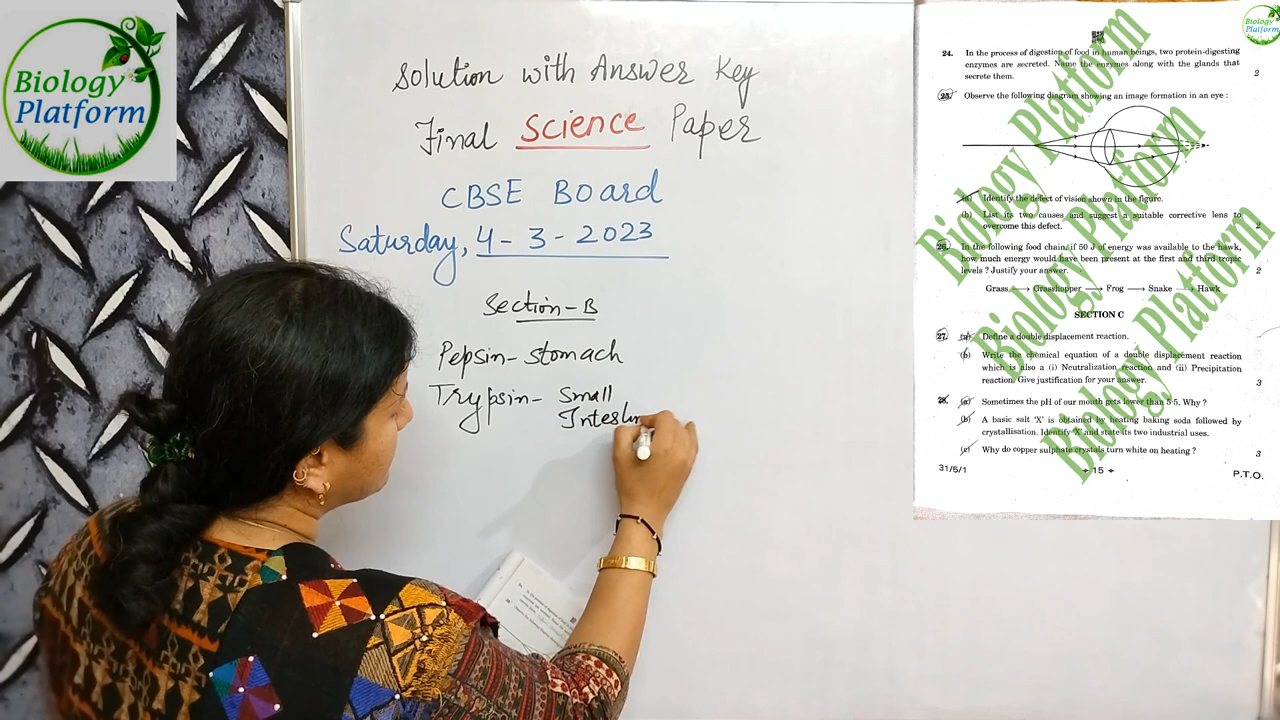 Biology
Platform
Solution with Answer Key
Final Science Paper
CBSE Board
Saturday, 4-3-2023
Section-B
Pepsin-stomach
Trypsin- Small
Biology
Platform
24. In the process of digestion of food in human beings, two protein-digesting
enzymes are secreted. Name the enzymes along with the glands that
secrete them. 2
25. Observe the following diagram showing an image formation in an eye :
(a) Identify the defect of vision shown in the figure.
(b) List its two causes and suggest a suitable corrective lens to
overcome this defect. 2
26. In the following food chain, if 50 J of energy was available to the hawk,
how much energy would have been present at the first and third tropic
levels ? Justify your answer. 2
Grass → Grasshopper → Frog → Snake → Hawk
SECTION C
27. (a) Define a double displacement reaction.
(b) Write the chemical equation of a double displacement reaction
which is also a (i) Neutralization reaction and (ii) Precipitation
reaction. Give justification for your answer. 3
28. (a) Sometimes the pH of our mouth gets lower than 5·5. Why ?
(b) A basic salt 'X' is obtained by heating baking soda followed by
crystallisation. Identify 'X' and state its two industrial uses.
(c) Why do copper sulphate crystals turn white on heating ? 3
31/5/1 15 P.T.O.
Biology Platform
Biology Platform
Biology Platform